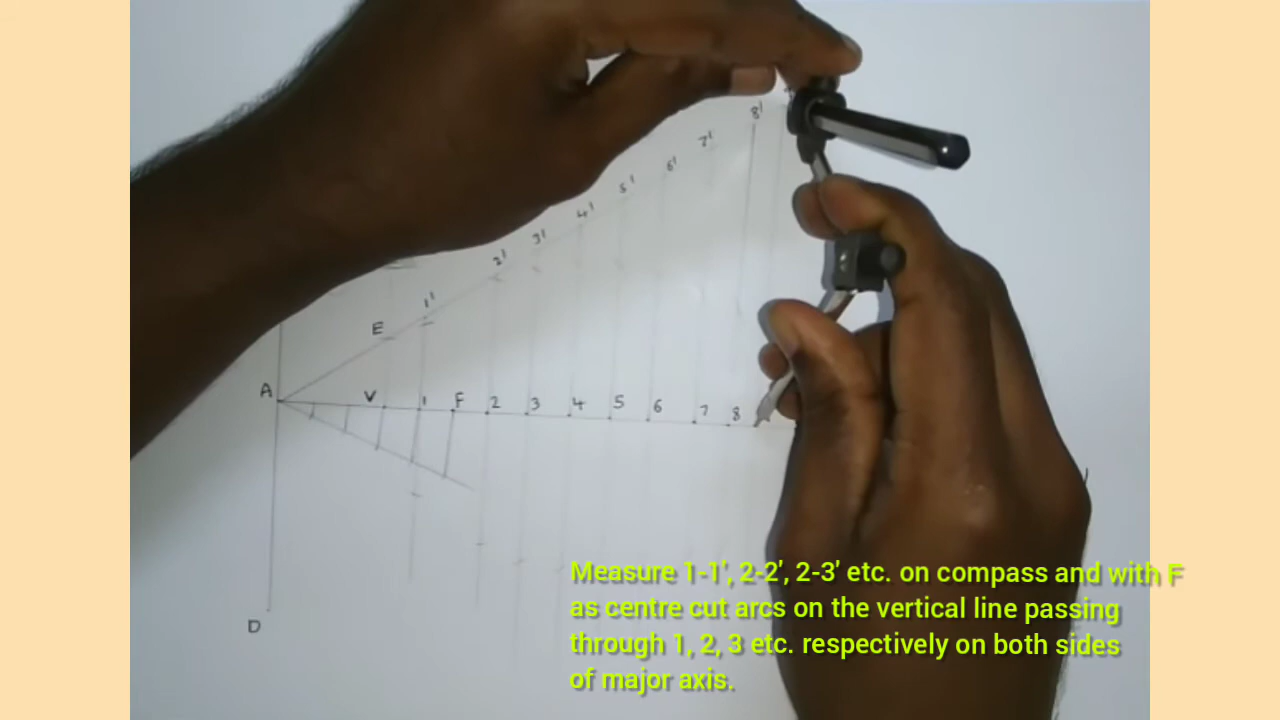 8'
7'
6'
5'
4'
3'
2'
1'
E
A V 1 F 2 3 4 5 6 7 8
D
Measure 1-1', 2-2', 2-3' etc. on compass and with F
as centre cut arcs on the vertical line passing
through 1, 2, 3 etc. respectively on both sides
of major axis.